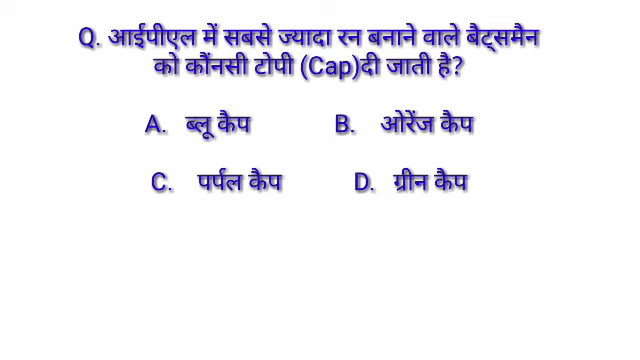 Q. आईपीएल में सबसे ज्यादा रन बनाने वाले बैट्समैन
को कौंनसी टोपी (Cap)दी जाती है?
A. ब्लू कैप B. ओरेंज कैप
C. पर्पल कैप D. ग्रीन कैप